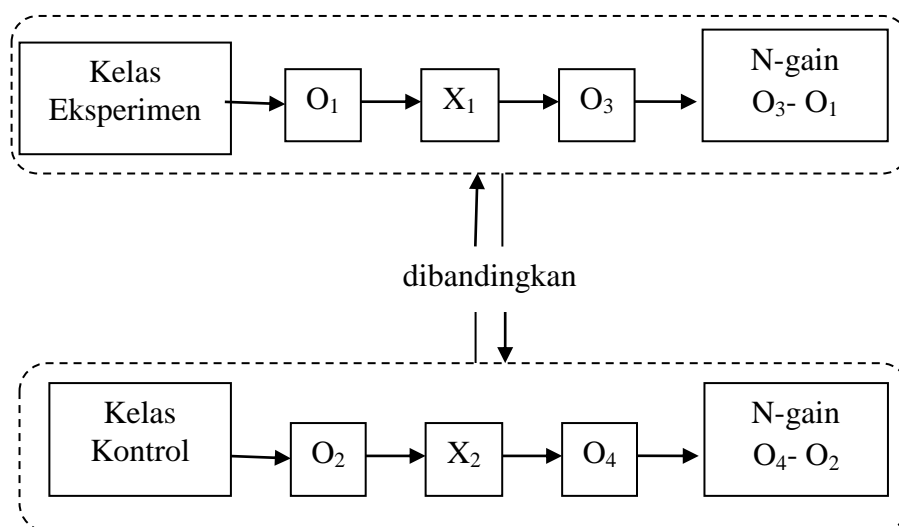 Kelas
Eksperimen
O₁
X₁
O₃
N-gain
O₃- O₁
dibandingkan
Kelas
Kontrol
O₂
X₂
O₄
N-gain
O₄- O₂